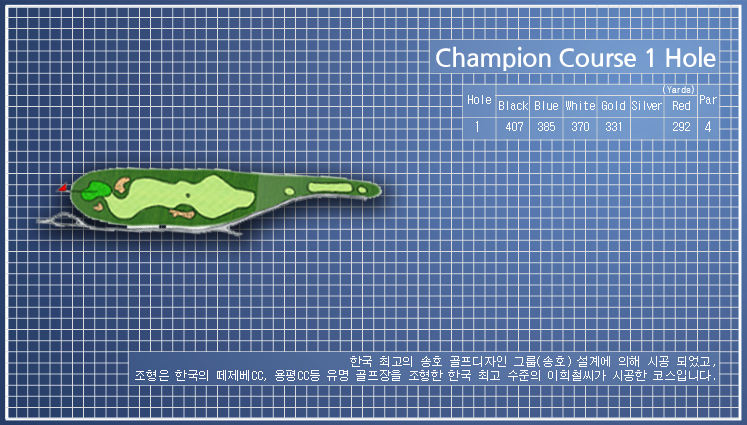 Champion Course 1 Hole
(Yards)
Hole Black Blue White Gold Silver Red Par
1 407 385 370 331 292 4
한국 최고의 송호 골프디자인 그룹(송호) 설계에 의해 시공 되었고,
조형은 한국의 떼제베CC, 용평CC등 유명 골프장을 조형한 한국 최고 수준의 이희철씨가 시공한 코스입니다.